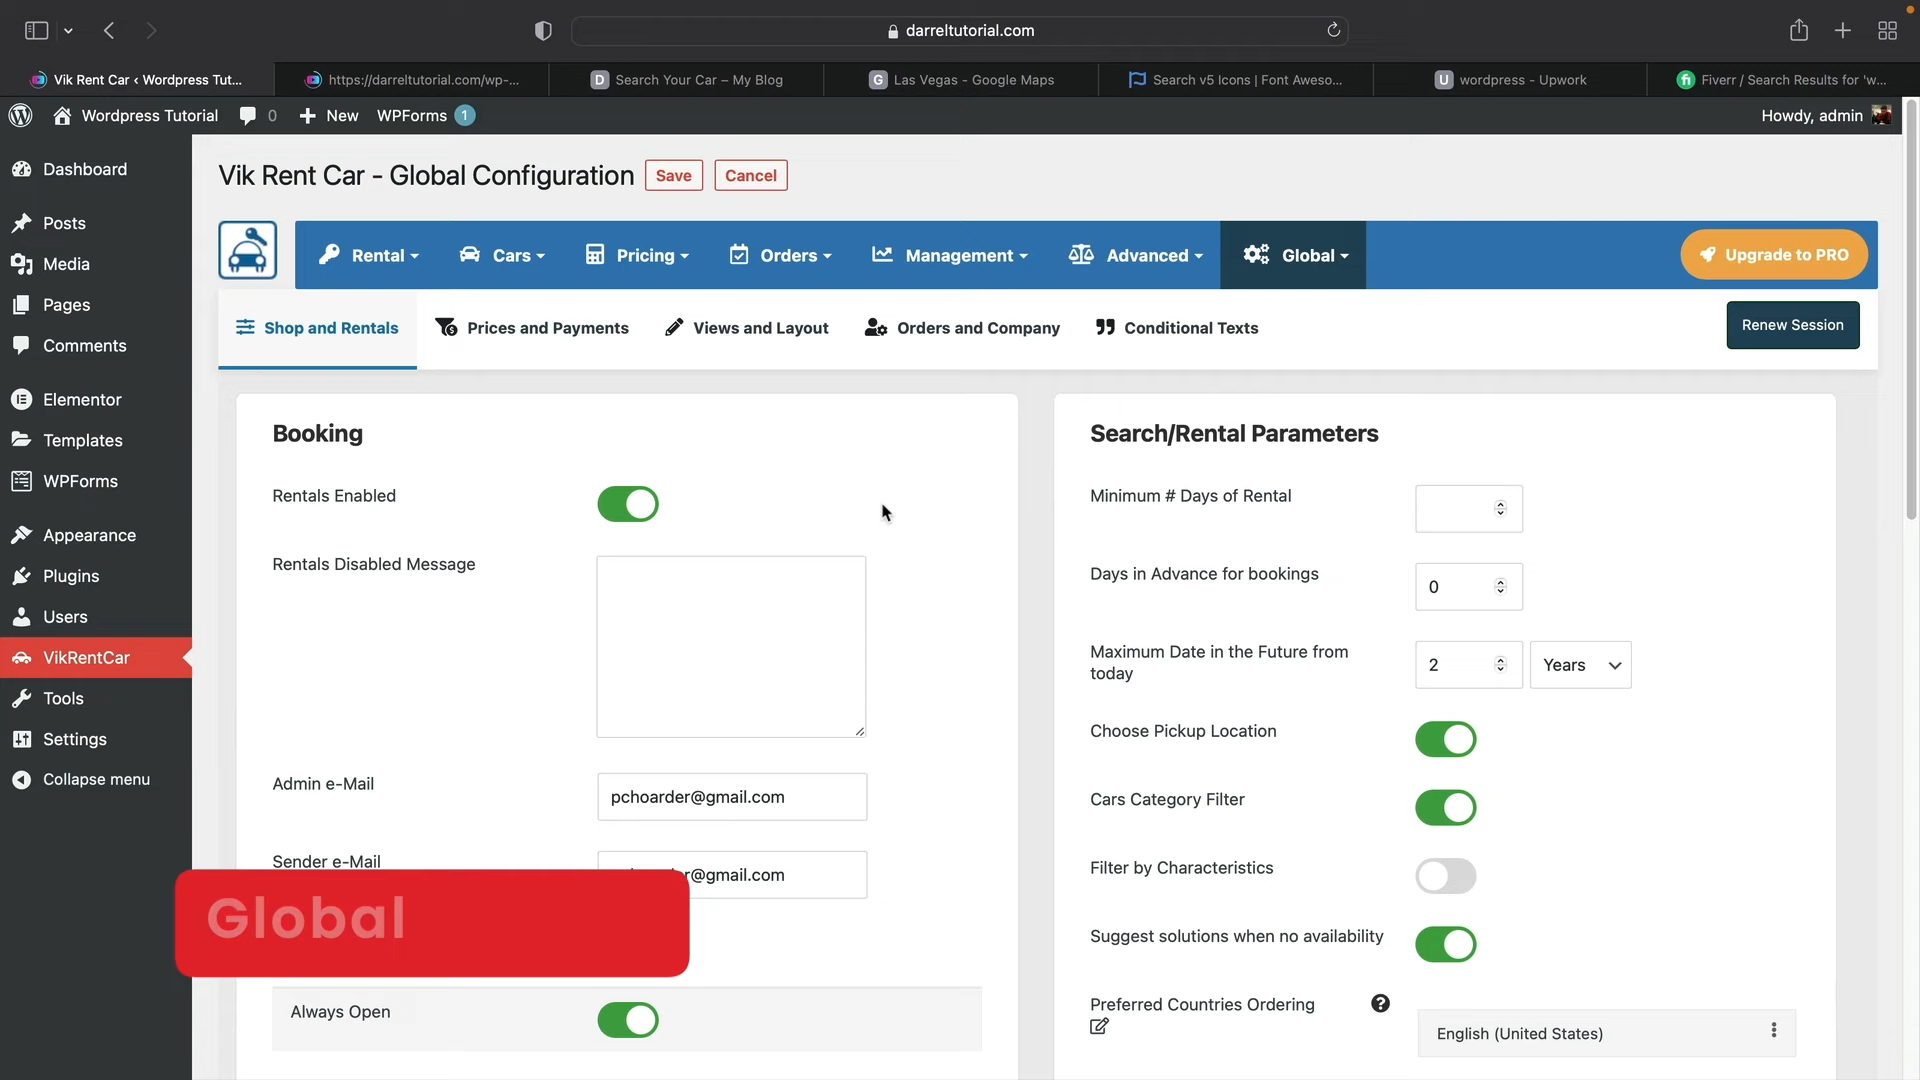 darreltutorial.com
Vik Rent Car ‹ Wordpress Tut...
https://darreltutorial.com/wp-...
D Search Your Car – My Blog
G Las Vegas - Google Maps
Search v5 Icons | Font Aweso...
U wordpress - Upwork
fi Fiverr / Search Results for 'w...
Wordpress Tutorial
0
New
WPForms 1
Howdy, admin
Dashboard
Posts
Media
Pages
Comments
Elementor
Templates
WPForms
Appearance
Plugins
Users
VikRentCar
Tools
Settings
Collapse menu
Vik Rent Car - Global Configuration
Save
Cancel
Rental
Cars
Pricing
Orders
Management
Advanced
Global
Upgrade to PRO
Shop and Rentals
Prices and Payments
Views and Layout
Orders and Company
Conditional Texts
Renew Session
Booking
Rentals Enabled
Rentals Disabled Message
Admin e-Mail
pchoarder@gmail.com
Sender e-Mail
r@gmail.com
Global
Always Open
Search/Rental Parameters
Minimum # Days of Rental
Days in Advance for bookings
0
Maximum Date in the Future from
today
2
Years
Choose Pickup Location
Cars Category Filter
Filter by Characteristics
Suggest solutions when no availability
Preferred Countries Ordering
English (United States)